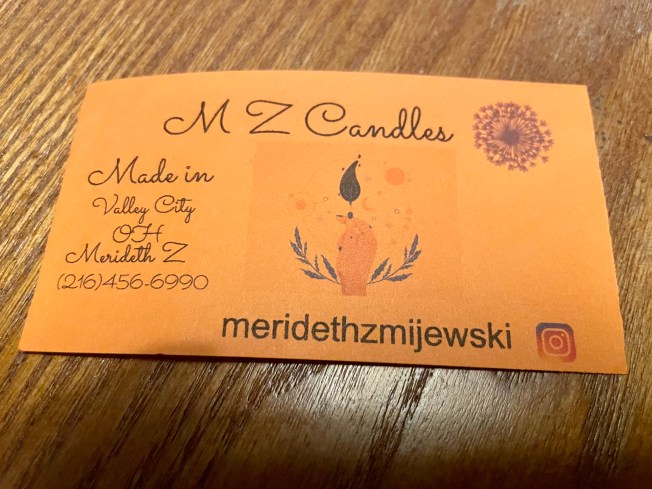 M Z Candles
Made in
Valley City
OH
Merideth Z
(216)456-6990
meridethzmijewski